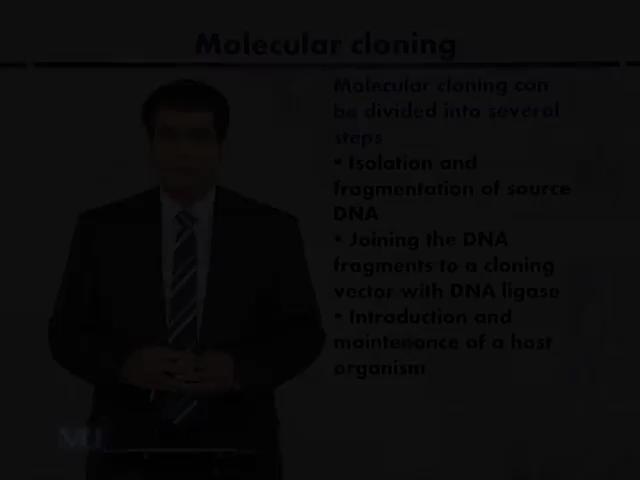 Molecular cloning
Molecular cloning can
be divided into several
steps
• Isolation and
fragmentation of source
DNA
• Joining the DNA
fragments to a cloning
vector with DNA ligase
• Introduction and
maintenance of a host
organism